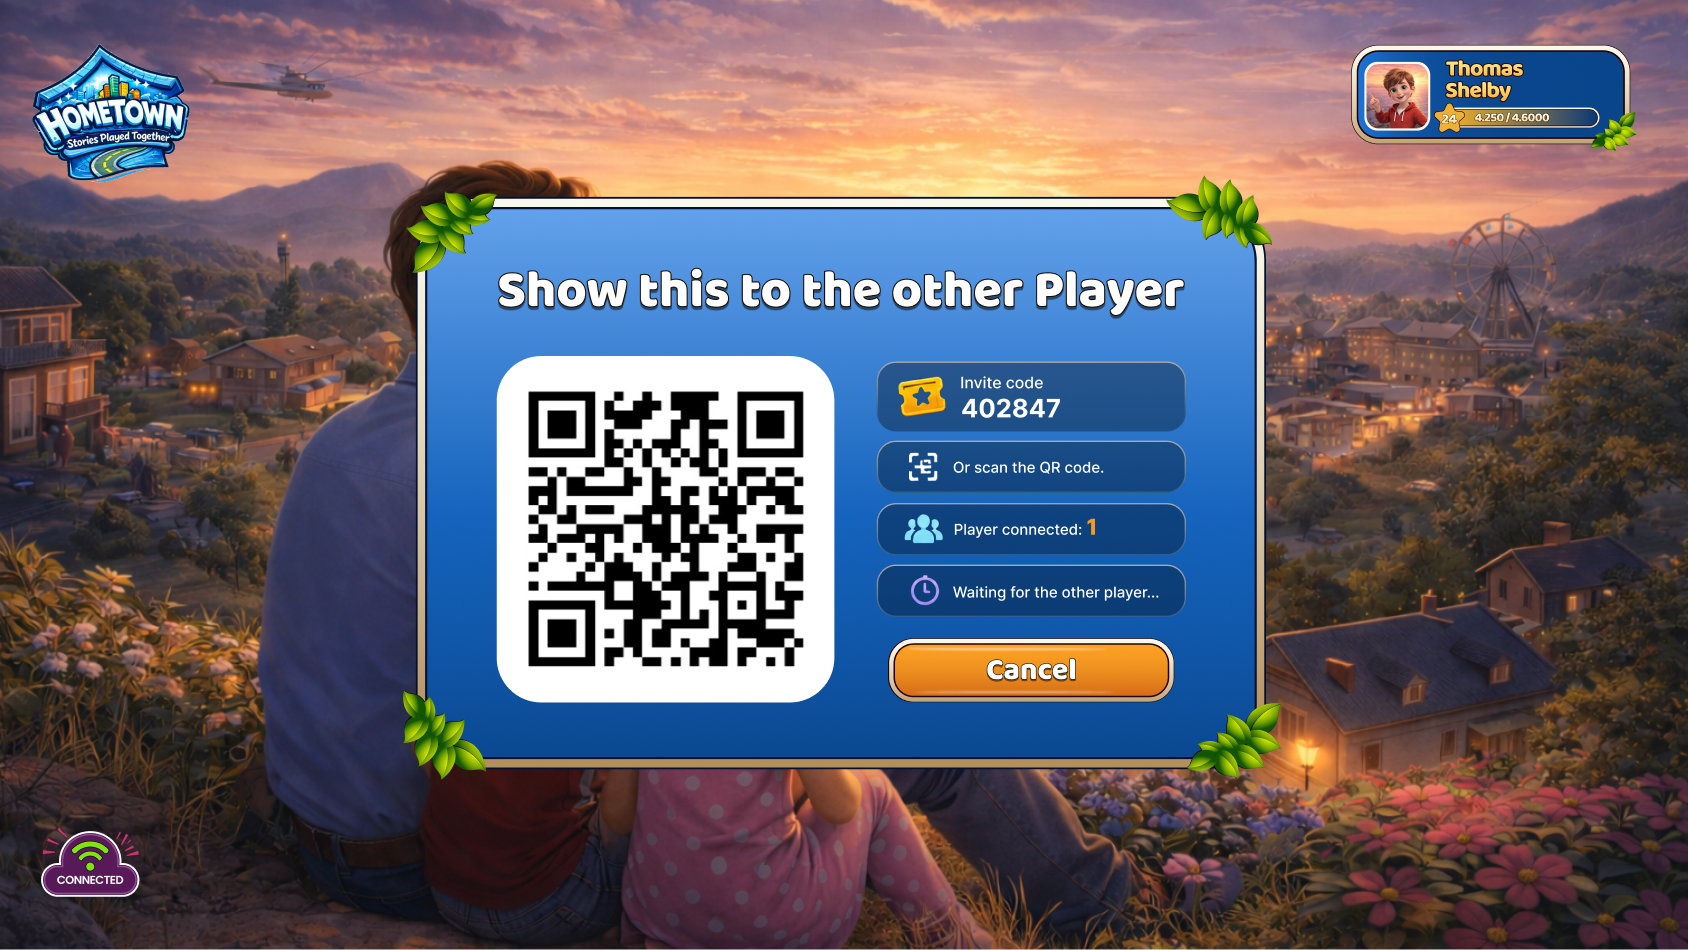 HOMETOWN
Stories Played Together
Thomas
Shelby
24
4.250 / 4.6000
Show this to the other Player
Invite code
402847
Or scan the QR code.
Player connected: 1
Waiting for the other player...
Cancel
CONNECTED